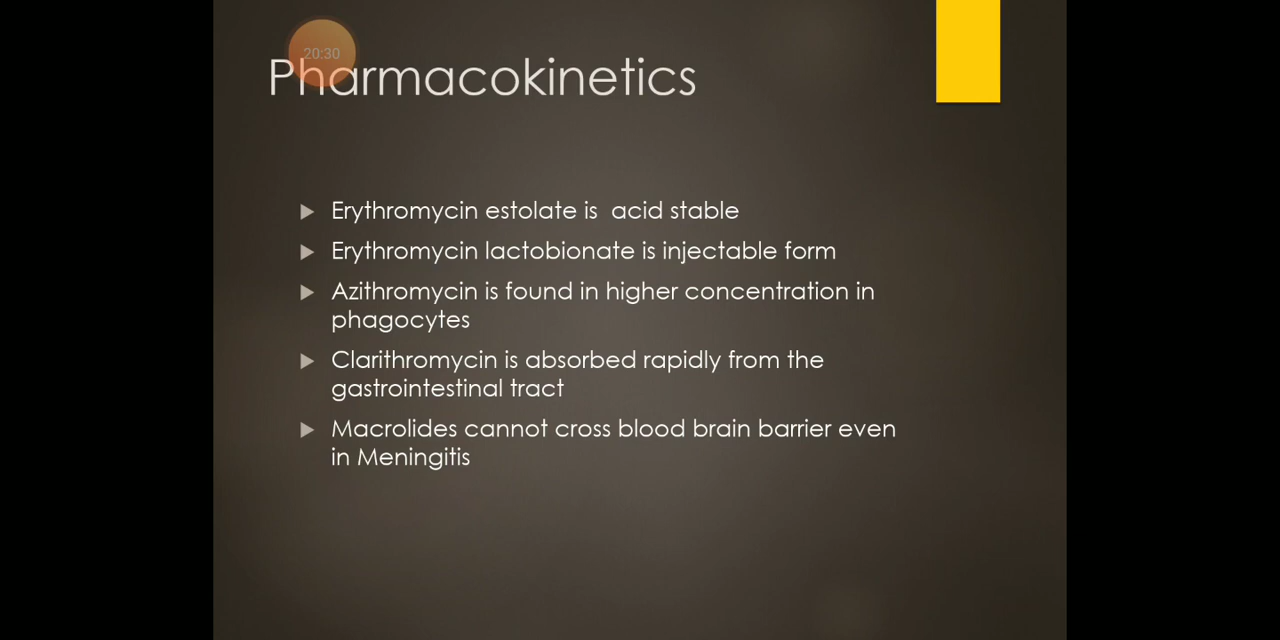 20:30
Pharmacokinetics
Erythromycin estolate is  acid stable
Erythromycin lactobionate is injectable form
Azithromycin is found in higher concentration in
phagocytes
Clarithromycin is absorbed rapidly from the
gastrointestinal tract
Macrolides cannot cross blood brain barrier even
in Meningitis